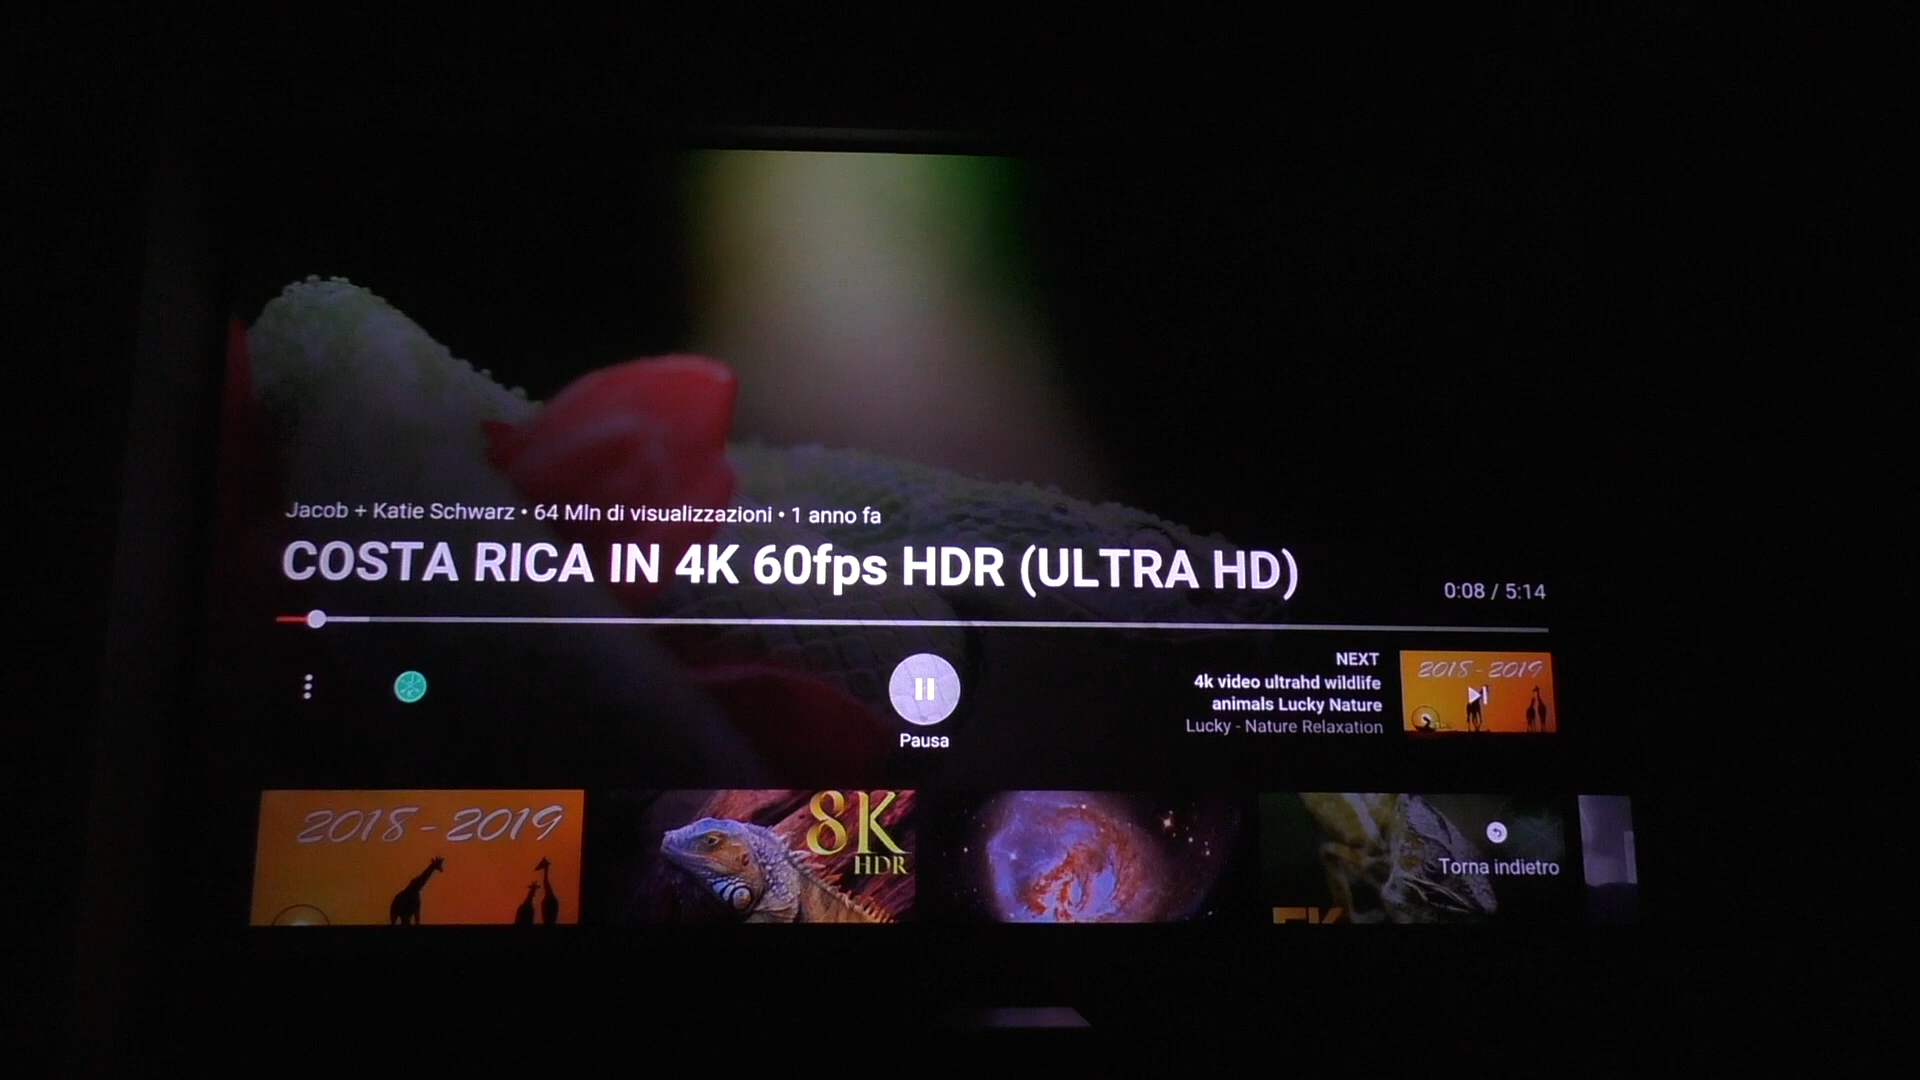 Jacob + Katie Schwarz • 64 Mln di visualizzazioni • 1 anno fa
COSTA RICA IN 4K 60fps HDR (ULTRA HD)
0:08 / 5:14
NEXT
4k video ultrahd wildlife
animals Lucky Nature
Lucky - Nature Relaxation
2018-2019
Pausa
2018-2019
8K
HDR
Torna indietro